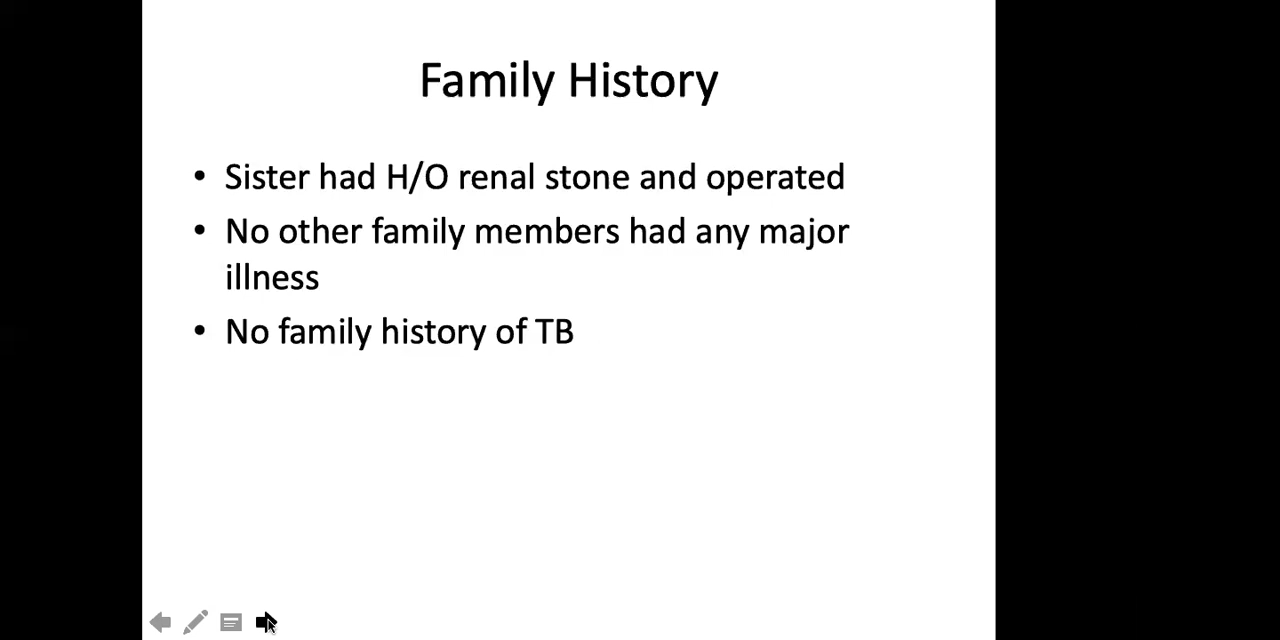 Family History
• Sister had H/O renal stone and operated
• No other family members had any major
illness
• No family history of TB